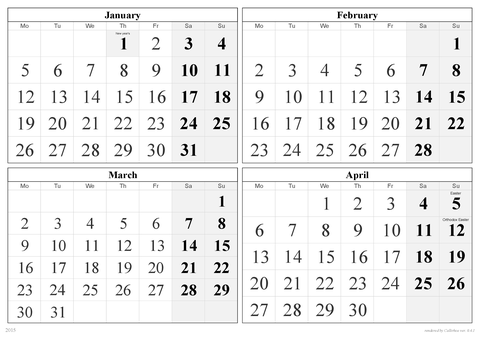 January
Mo Tu We Th Fr Sa Su
New year's
1 2 3 4
5 6 7 8 9 10 11
12 13 14 15 16 17 18
19 20 21 22 23 24 25
26 27 28 29 30 31
February
Mo Tu We Th Fr Sa Su
1
2 3 4 5 6 7 8
9 10 11 12 13 14 15
16 17 18 19 20 21 22
23 24 25 26 27 28
March
Mo Tu We Th Fr Sa Su
1
2 3 4 5 6 7 8
9 10 11 12 13 14 15
16 17 18 19 20 21 22
23 24 25 26 27 28 29
30 31
April
Mo Tu We Th Fr Sa Su
Easter
1 2 3 4 5
Orthodox Easter
6 7 8 9 10 11 12
13 14 15 16 17 18 19
20 21 22 23 24 25 26
27 28 29 30
2015